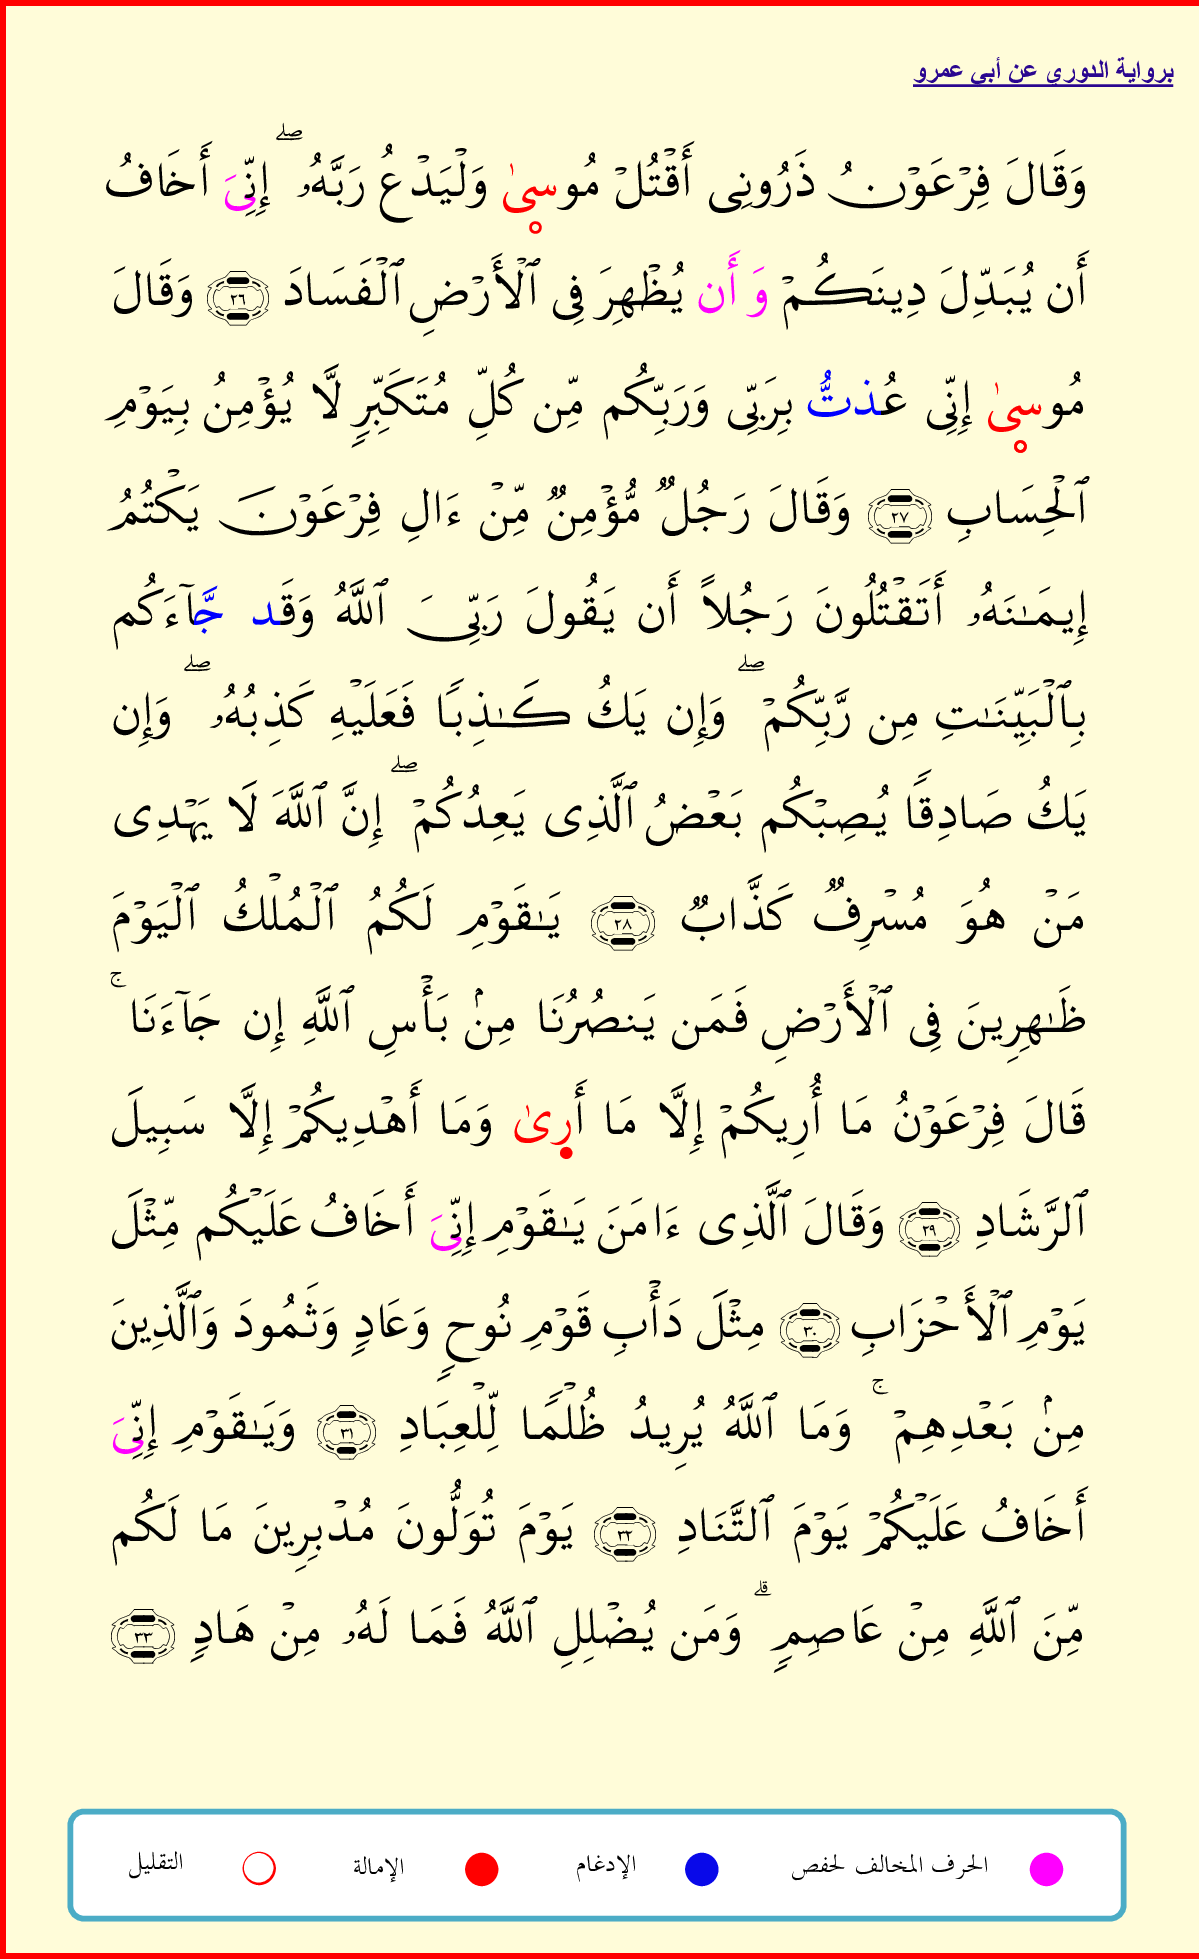 برواية الدوري عن أبي عمرو
وَقَالَ فِرْعَوْنُ ذَرُونِى أَقْتُلْ مُوسىٰ وَلْيَدْعُ رَبَّهُۥ ۖ إِنِّىَ أَخَافُ
أَن يُبَدِّلَ دِينَكُمْ وَ أَن يُظْهِرَ فِى ٱلْأَرْضِ ٱلْفَسَادَ ٢٦ وَقَالَ
مُوسىٰ إِنِّى عُذتُّ بِرَبِّى وَرَبِّكُم مِّن كُلِّ مُتَكَبِّرٍ لَّا يُؤْمِنُ بِيَوْمِ
ٱلْحِسَابِ ٢٧ وَقَالَ رَجُلٌ مُّؤْمِنٌ مِّنْ ءَالِ فِرْعَوْنَ يَكْتُمُ
إِيمَـٰنَهُۥ أَتَقْتُلُونَ رَجُلاً أَن يَقُولَ رَبِّىَ ٱللَّهُ وَقَد جَّآءَكُم
بِٱلْبَيِّنَـٰتِ مِن رَّبِّكُمْ ۖ وَإِن يَكُ كَـٰذِبًا فَعَلَيْهِ كَذِبُهُۥ ۖ وَإِن
يَكُ صَادِقًا يُصِبْكُم بَعْضُ ٱلَّذِى يَعِدُكُمْ ۖ إِنَّ ٱللَّهَ لَا يَهْدِى
مَنْ هُوَ مُسْرِفٌ كَذَّابٌ ٢٨ يَـٰقَوْمِ لَكُمُ ٱلْمُلْكُ ٱلْيَوْمَ
ظَـٰهِرِينَ فِى ٱلْأَرْضِ فَمَن يَنصُرُنَا مِنۢ بَأْسِ ٱللَّهِ إِن جَآءَنَا ۚ
قَالَ فِرْعَوْنُ مَا أُرِيكُمْ إِلَّا مَا أَرِىٰ وَمَا أَهْدِيكُمْ إِلَّا سَبِيلَ
ٱلرَّشَادِ ٢٩ وَقَالَ ٱلَّذِى ءَامَنَ يَـٰقَوْمِ إِنِّىَ أَخَافُ عَلَيْكُم مِّثْلَ
يَوْمِ ٱلْأَحْزَابِ ٣٠ مِثْلَ دَأْبِ قَوْمِ نُوحٍ وَعَادٍ وَثَمُودَ وَٱلَّذِينَ
مِنۢ بَعْدِهِمْ ۚ وَمَا ٱللَّهُ يُرِيدُ ظُلْمًا لِّلْعِبَادِ ٣١ وَيَـٰقَوْمِ إِنِّىَ
أَخَافُ عَلَيْكُمْ يَوْمَ ٱلتَّنَادِ ٣٢ يَوْمَ تُوَلُّونَ مُدْبِرِينَ مَا لَكُم
مِّنَ ٱللَّهِ مِنْ عَاصِمٍ ۗ وَمَن يُضْلِلِ ٱللَّهُ فَمَا لَهُۥ مِنْ هَادٍ ٣٣
الحرف المخالف لحفص الإدغام الإمالة التقليل